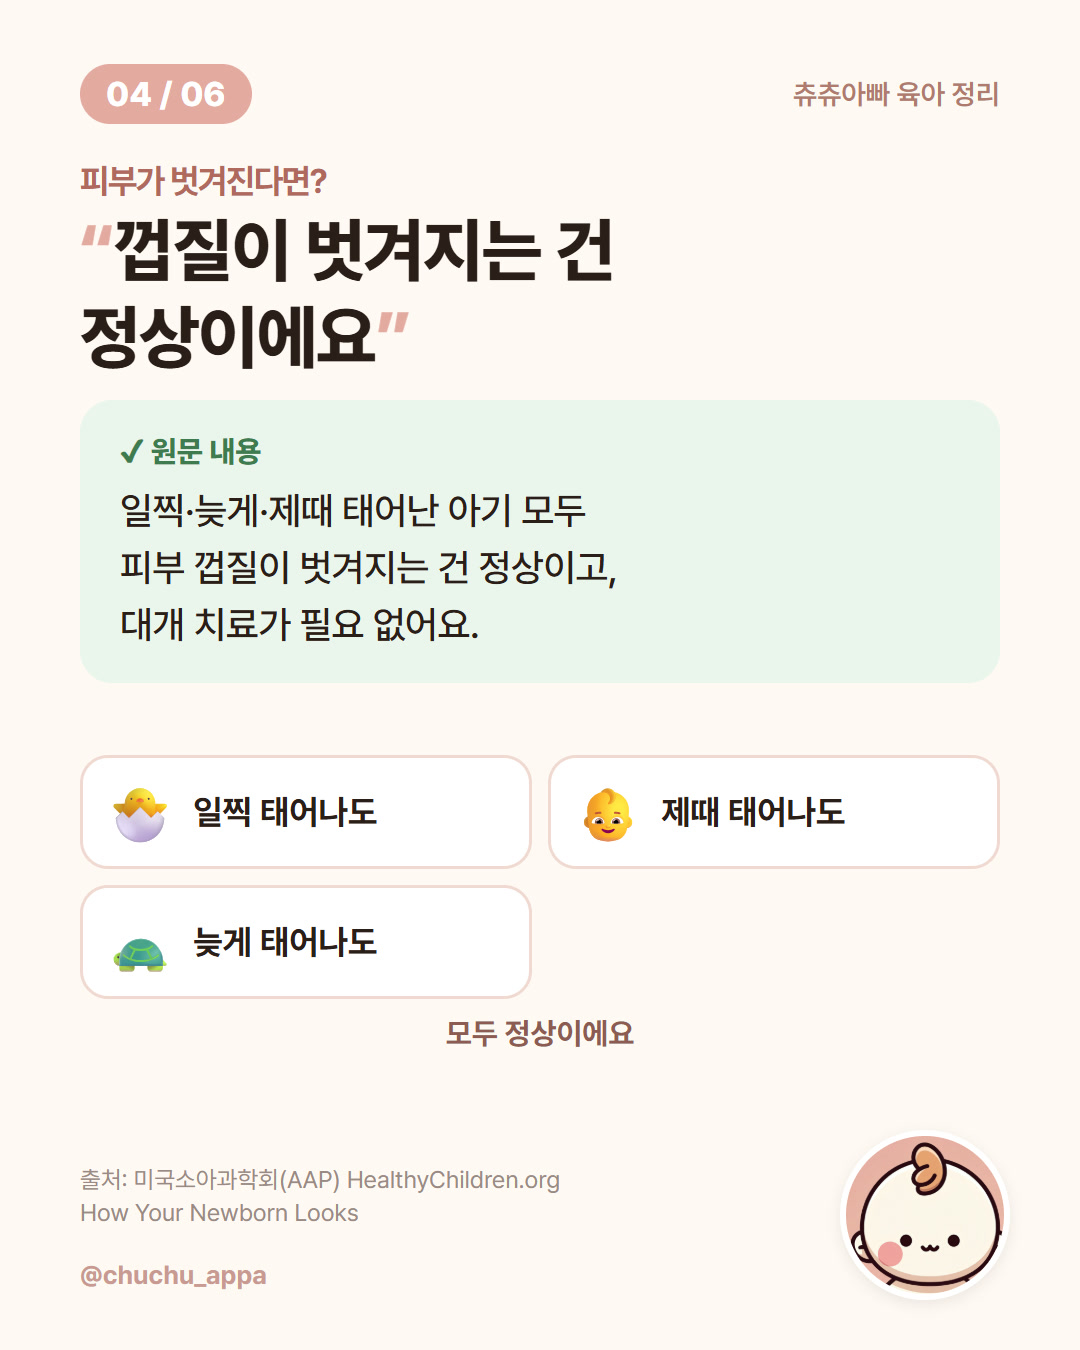 04 / 06
츄츄아빠 육아 정리
피부가 벗겨진다면?
“껍질이 벗겨지는 건
정상이에요”
✓ 원문 내용
일찍·늦게·제때 태어난 아기 모두
피부 껍질이 벗겨지는 건 정상이고,
대개 치료가 필요 없어요.
일찍 태어나도
제때 태어나도
늦게 태어나도
모두 정상이에요
출처: 미국소아과학회(AAP) HealthyChildren.org
How Your Newborn Looks
@chuchu_appa